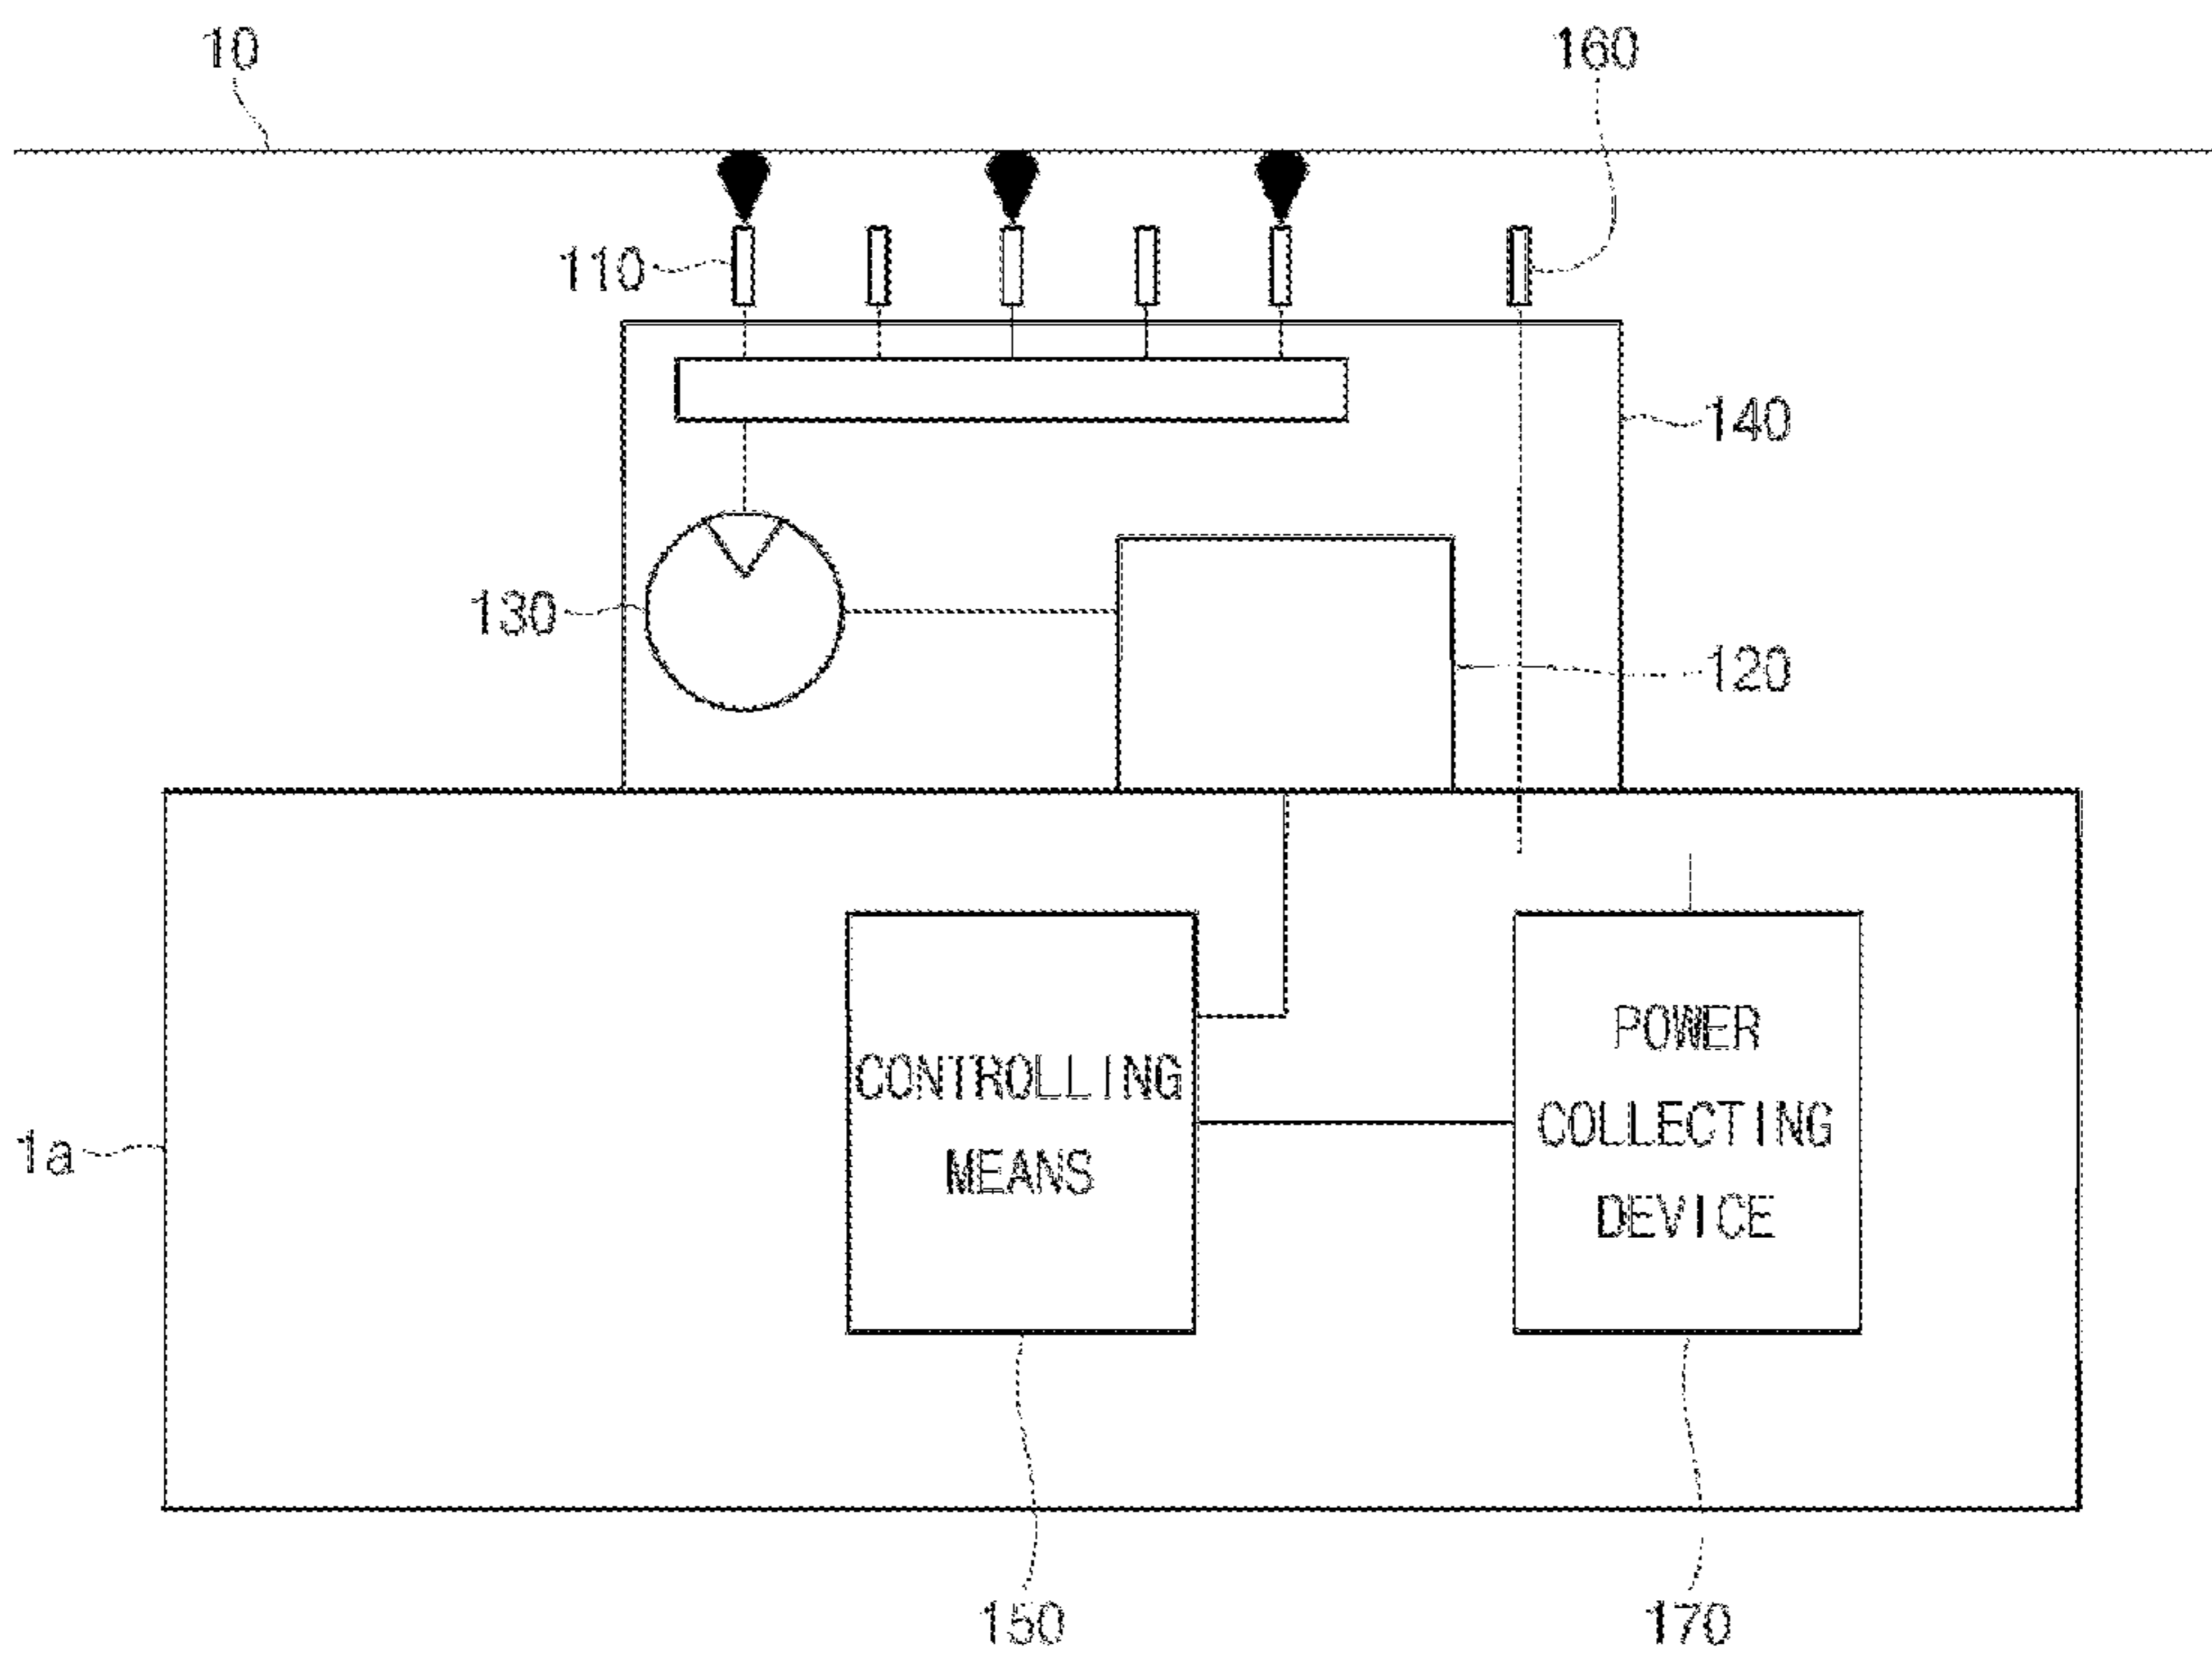 10
160
110
140
130
120
CONTROLLING
MEANS
POWER
COLLECTING
DEVICE
1a
150
170